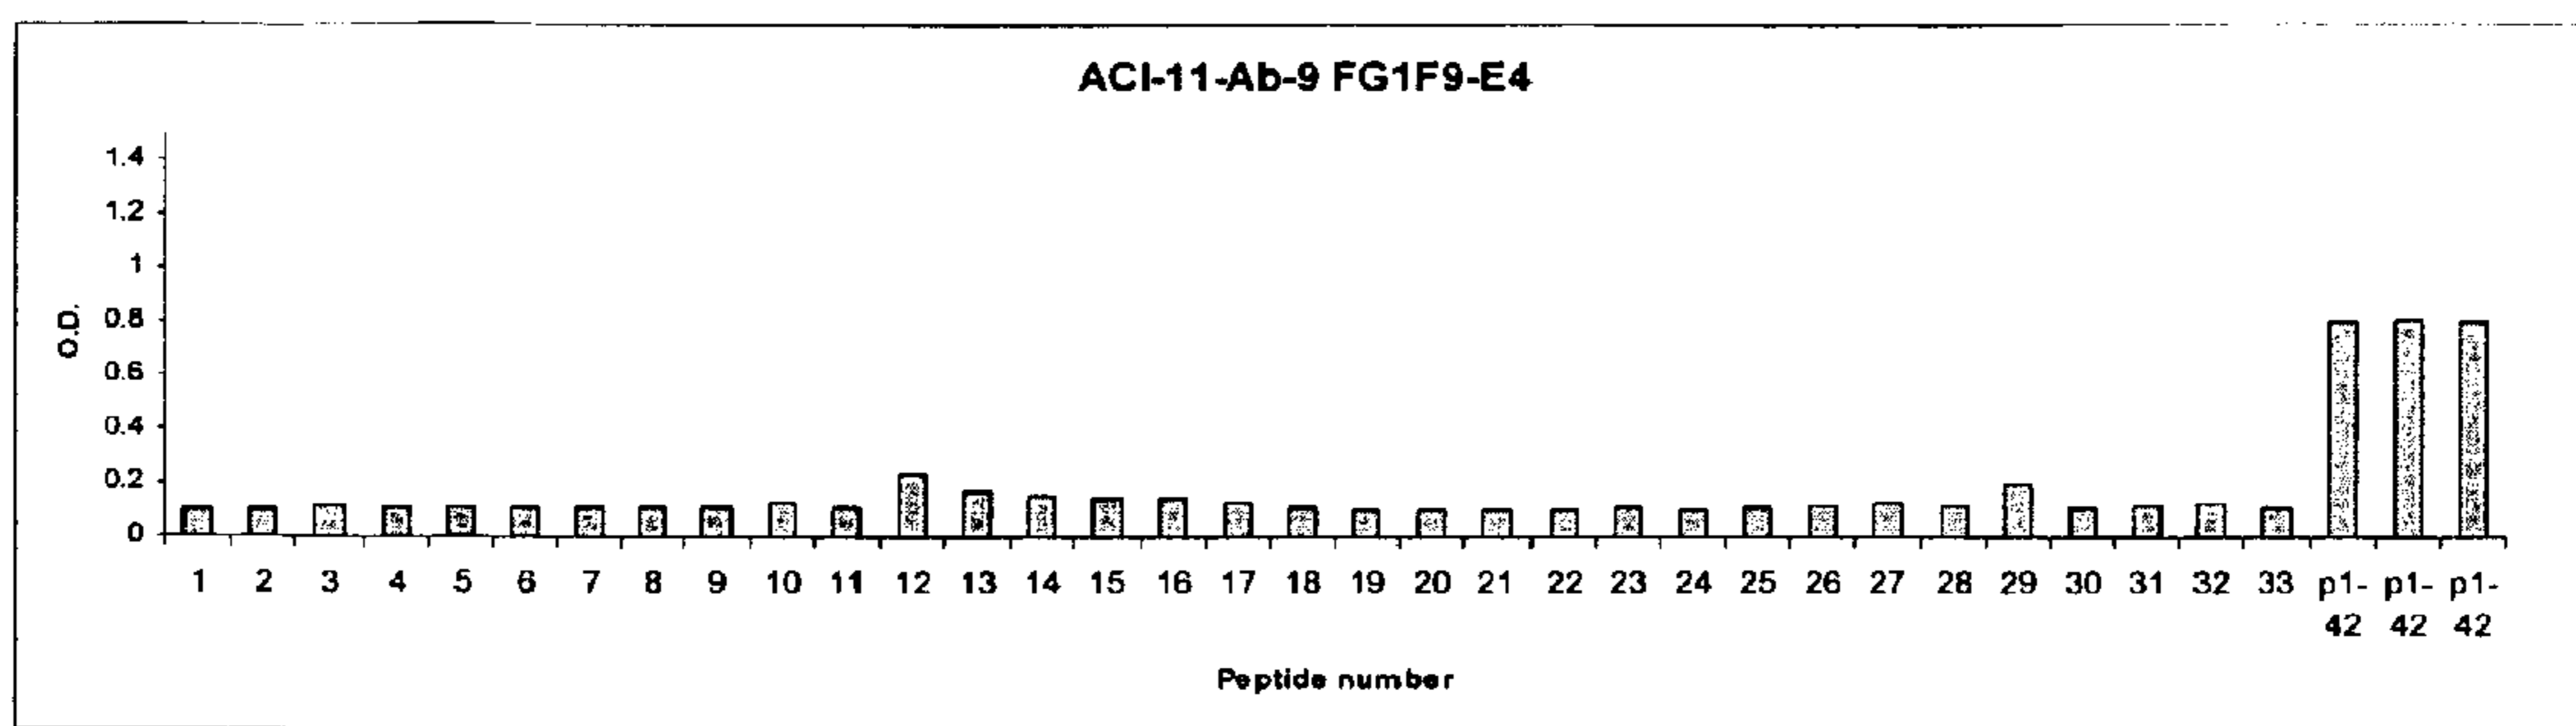 ACI-11-Ab-9 FG1F9-E4
1.4
1.2
1
0.8
0.6
0.4
0.2
0
O.D.
1 2 3 4 5 6 7 8 9 10 11 12 13 14 15 16 17 18 19 20 21 22 23 24 25 26 27 28 29 30 31 32 33 p1- p1- p1-
42 42 42
Peptide number